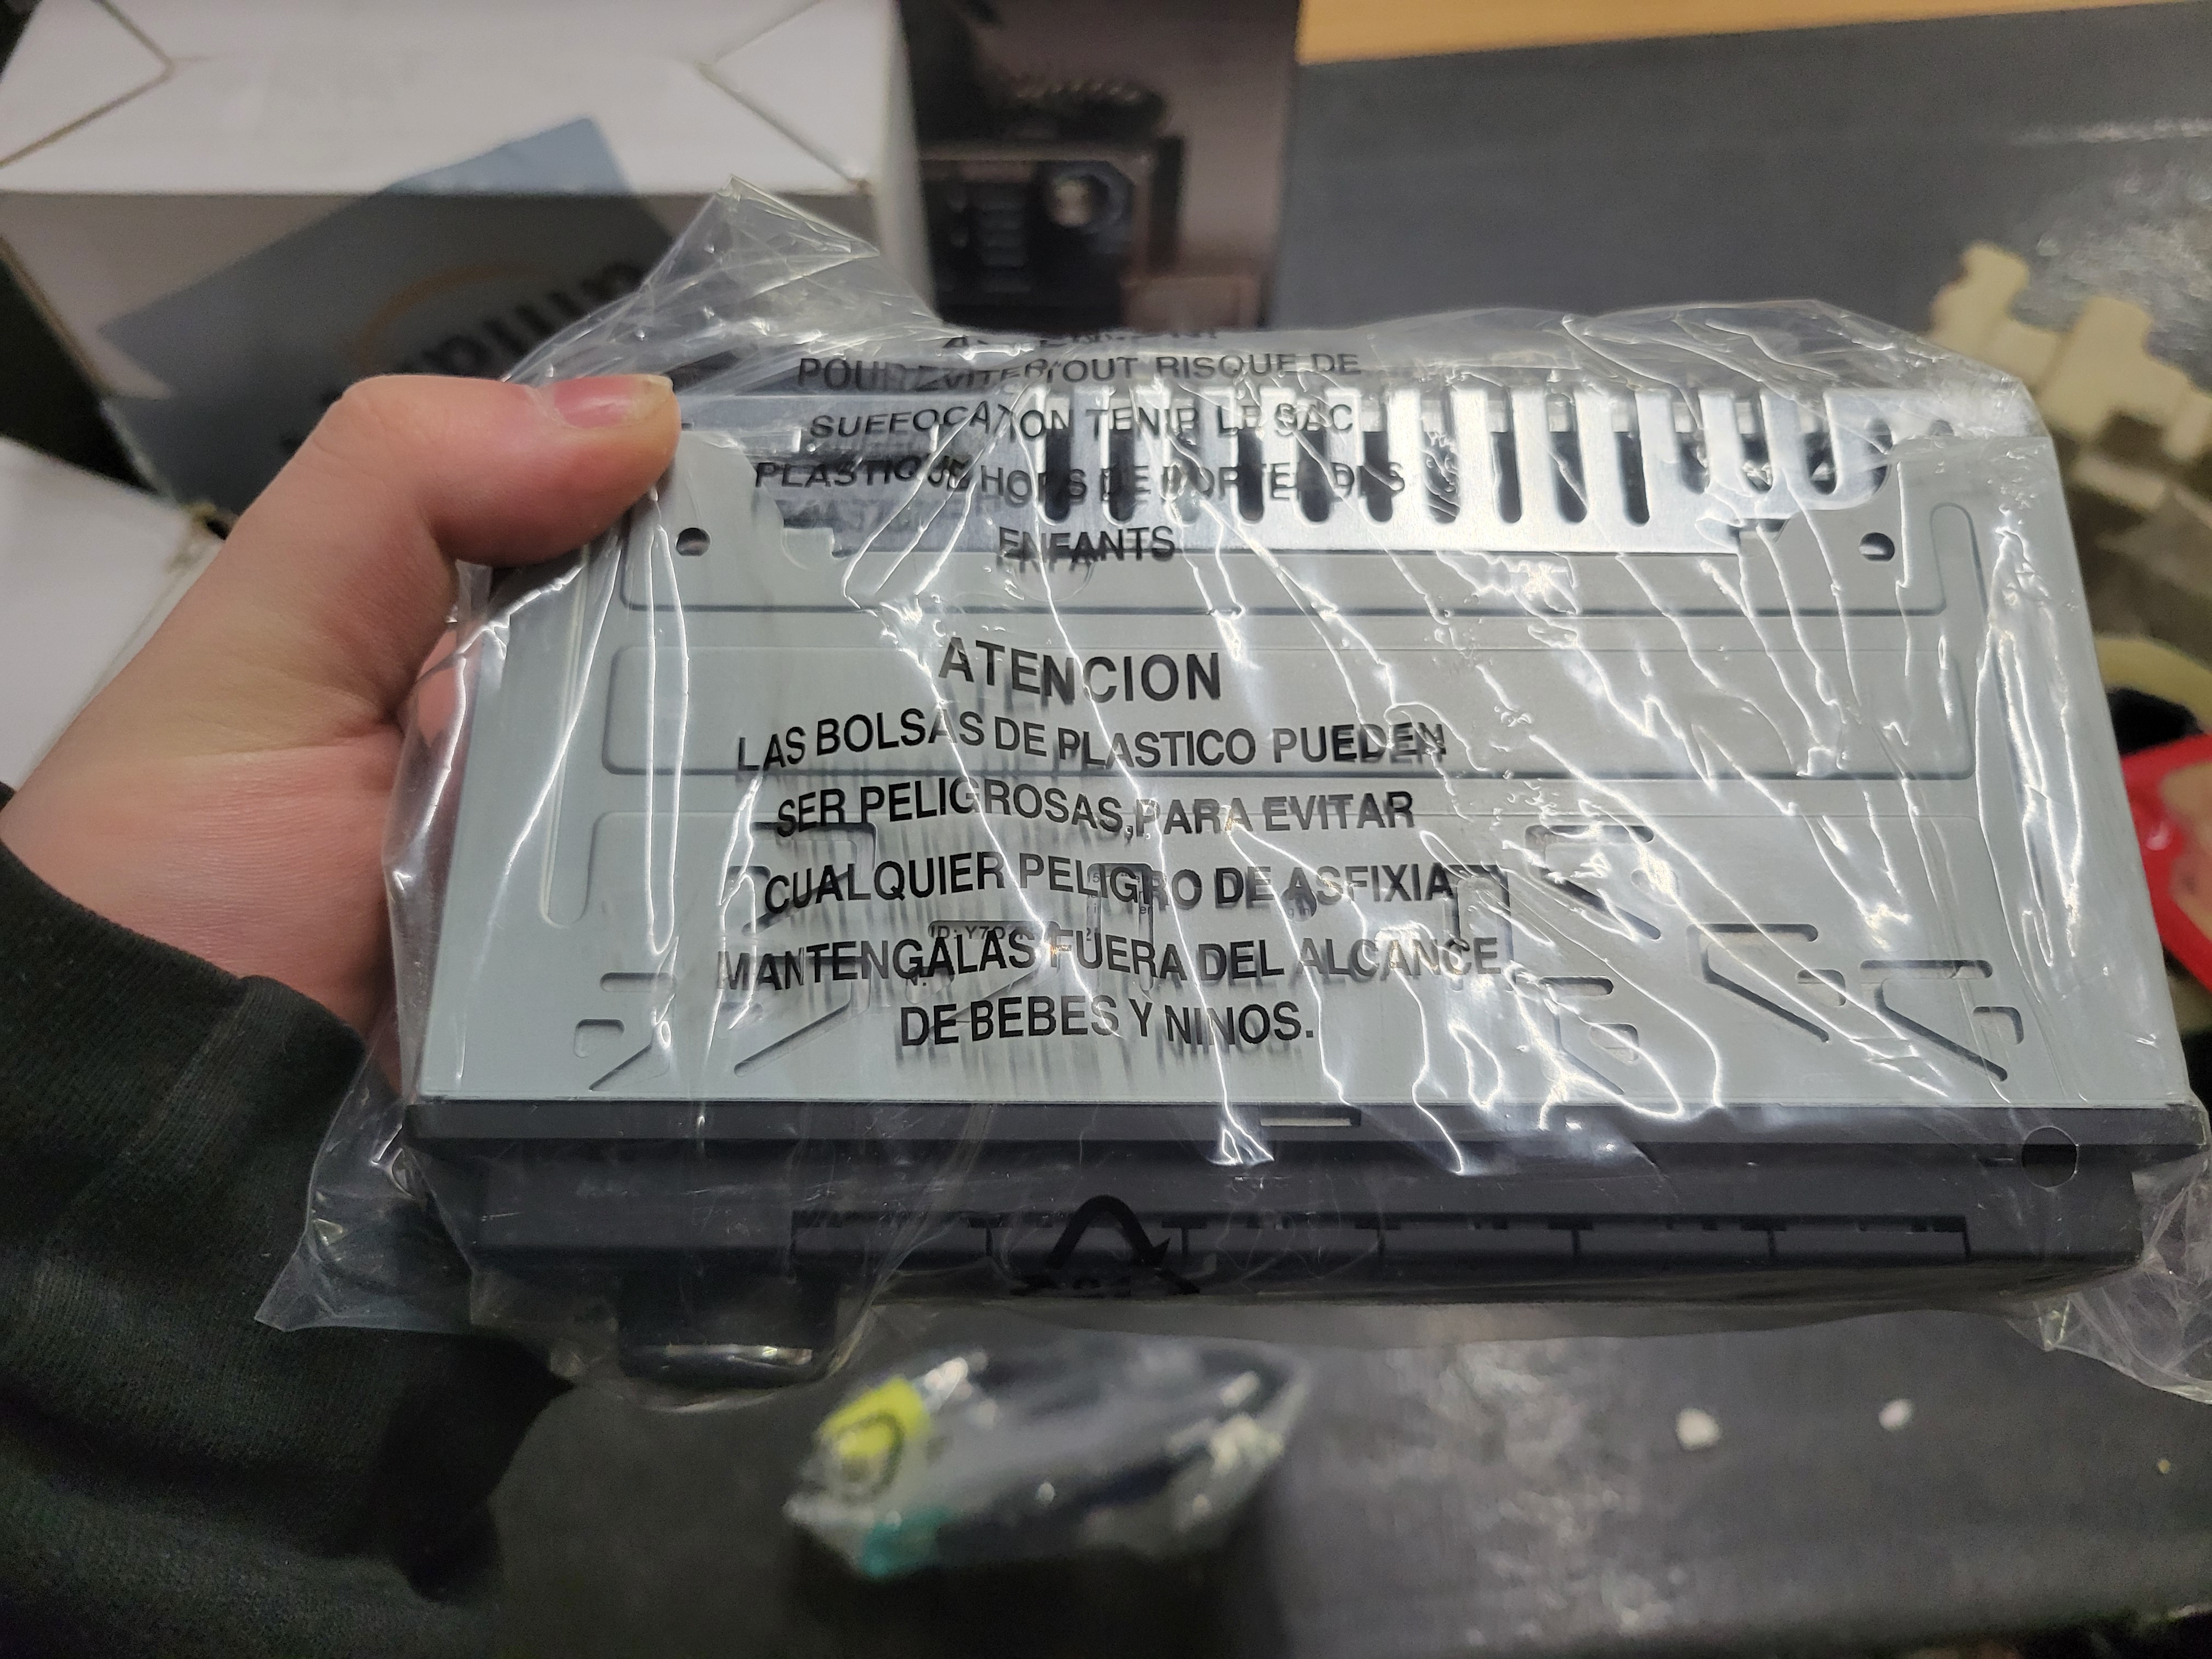 POUR EVITER TOUT RISQUE DE
SUFFOCATION TENIR LE SAC
PLASTIQUE HORS DE PORTEE DES
ENFANTS
ATENCION
LAS BOLSAS DE PLASTICO PUEDEN
SER PELIGROSAS,PARA EVITAR
CUALQUIER PELIGRO DE ASFIXIA
MANTENGALAS FUERA DEL ALCANCE
DE BEBES Y NINOS.